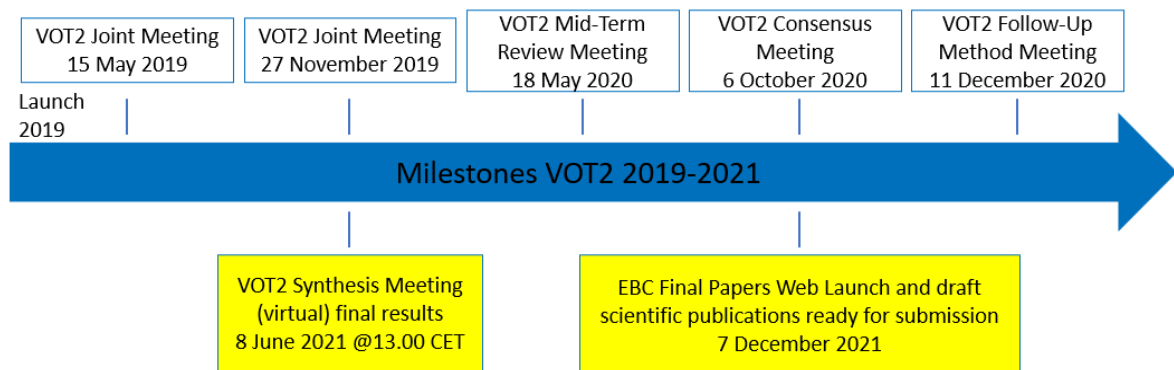 VOT2 Joint Meeting
15 May 2019
VOT2 Joint Meeting
27 November 2019
VOT2 Mid-Term
Review Meeting
18 May 2020
VOT2 Consensus
Meeting
6 October 2020
VOT2 Follow-Up
Method Meeting
11 December 2020
Launch
2019
Milestones VOT2 2019-2021
VOT2 Synthesis Meeting
(virtual) final results
8 June 2021 @13.00 CET
EBC Final Papers Web Launch and draft
scientific publications ready for submission
7 December 2021